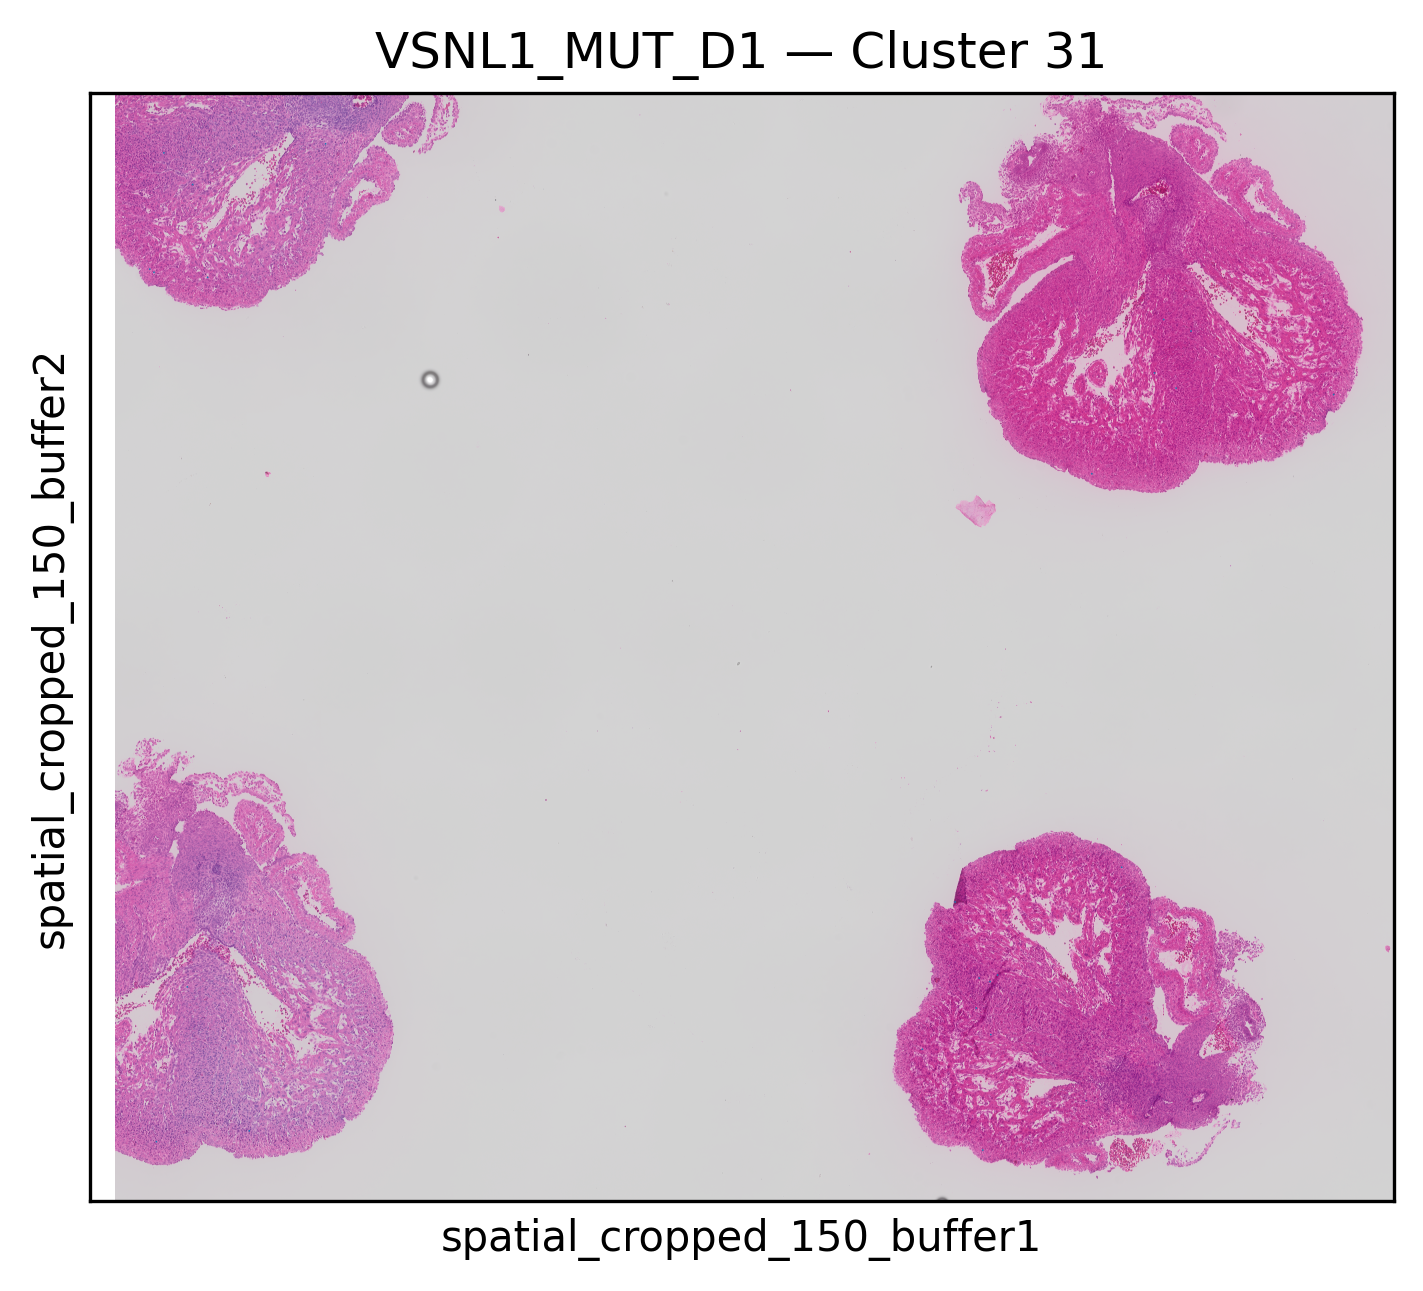 VSNL1_MUT_D1 — Cluster 31
spatial_cropped_150_buffer2
spatial_cropped_150_buffer1